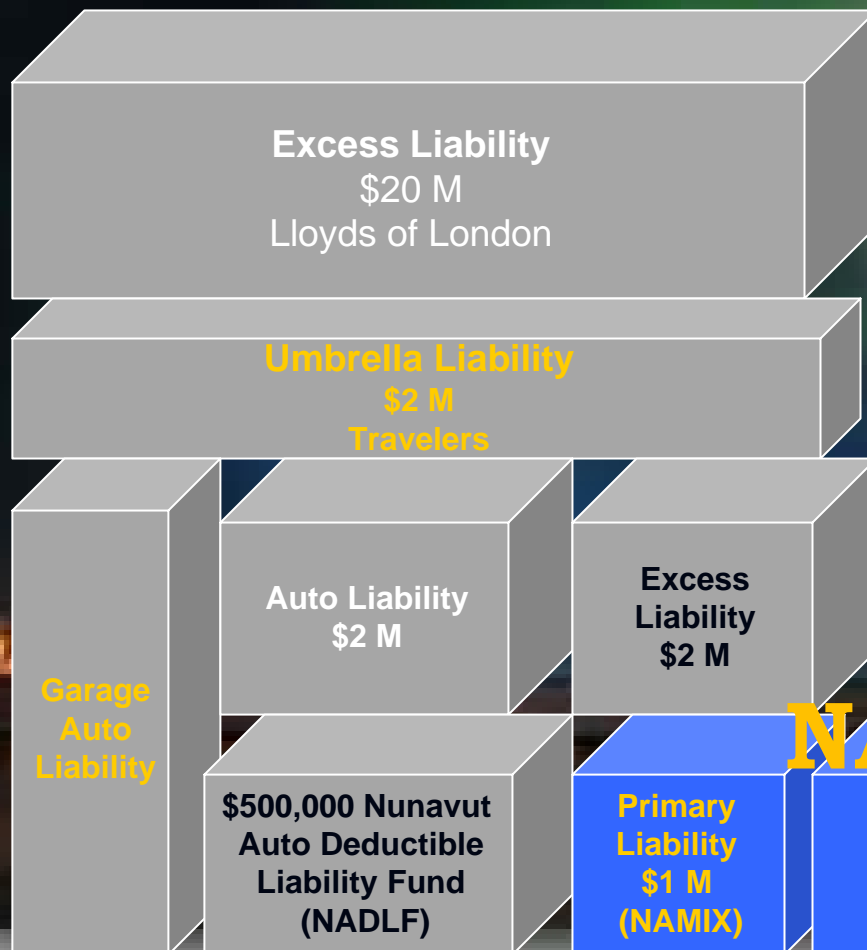 Excess Liability
$20 M
Lloyds of London
Umbrella Liability
$2 M
Travelers
Auto Liability
$2 M
Excess
Liability
$2 M
Garage
Auto
Liability
$500,000 Nunavut
Auto Deductible
Liability Fund
(NADLF)
Primary
Liability
$1 M
(NAMIX)